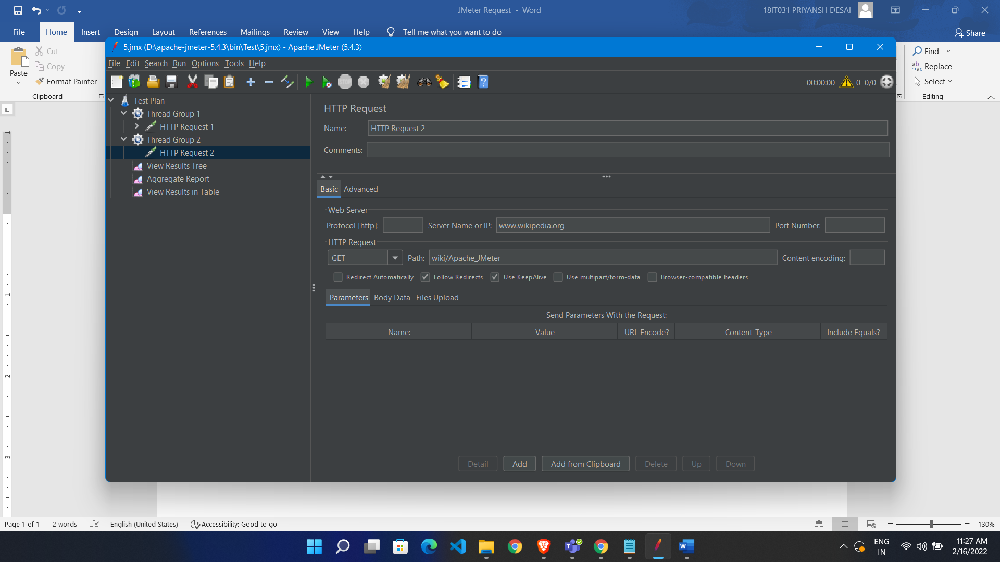 JMeter Request - Word
18IT031 PRIYANSH DESAI
File Home Insert Design Layout References Mailings Review View Help Tell me what you want to do
Share
Paste
Cut
Copy
Format Painter
Clipboard
Find
Replace
Select
Editing
5.jmx (D:\apache-jmeter-5.4.3\bin\Test\5.jmx) - Apache JMeter (5.4.3)
File Edit Search Run Options Tools Help
STOP
00:00:00 0 0/0
Test Plan
Thread Group 1
HTTP Request 1
Thread Group 2
HTTP Request 2
View Results Tree
Aggregate Report
View Results in Table
HTTP Request
Name: HTTP Request 2
Comments:
Basic Advanced
Web Server
Protocol [http]: Server Name or IP: www.wikipedia.org Port Number:
HTTP Request
GET Path: wiki/Apache_JMeter Content encoding:
Redirect Automatically Follow Redirects Use KeepAlive Use multipart/form-data Browser-compatible headers
Parameters Body Data Files Upload
Send Parameters With the Request:
Name: Value URL Encode? Content-Type Include Equals?
Detail Add Add from Clipboard Delete Up Down
1
1
2
3
Page 1 of 1 2 words English (United States) Accessibility: Good to go 130%
ENG
IN
11:27 AM
2/16/2022